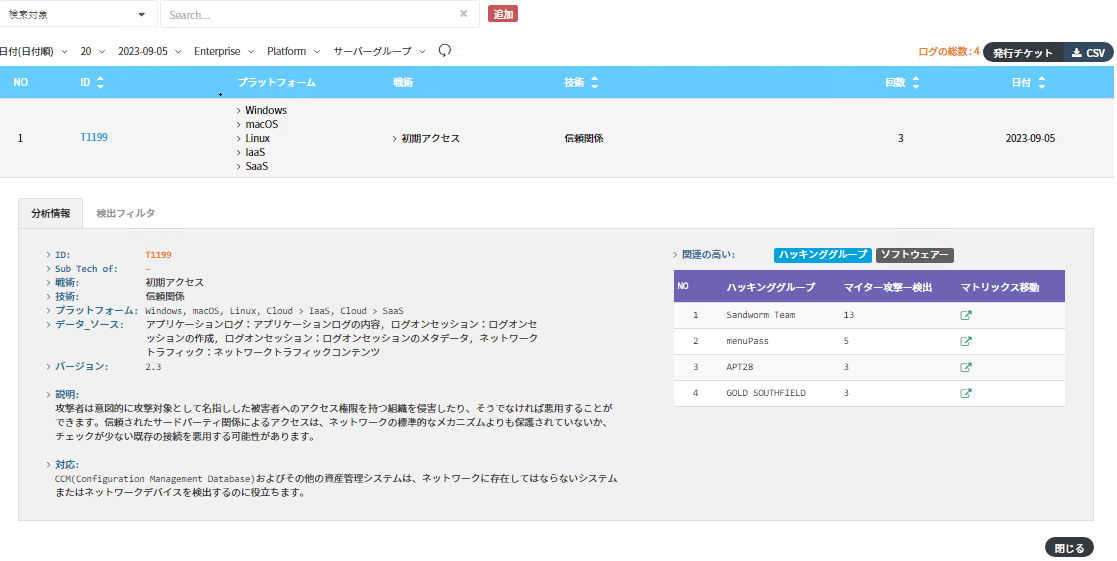 検索対象 Search... 追加
日付(日付順) 20 2023-09-05 Enterprise Platform サーバーグループ ログの総数 : 4 発行チケット CSV
NO ID プラットフォーム 戦術 技術 回数 日付
Windows
macOS
1 T1199 Linux 初期アクセス 信頼関係 3 2023-09-05
IaaS
SaaS
分析情報 検出フィルタ
ID: T1199
Sub Tech of: -
戦術: 初期アクセス
技術: 信頼関係
プラットフォーム: Windows, macOS, Linux, Cloud > IaaS, Cloud > SaaS
データ_ソース: アプリケーションログ：アプリケーションログの内容, ログオンセッション：ログオンセ
ッションの作成, ログオンセッション：ログオンセッションのメタデータ, ネットワーク
トラフィック：ネットワークトラフィックコンテンツ
バージョン: 2.3
説明:
攻撃者は意図的に攻撃対象として名指しした被害者へのアクセス権限を持つ組織を侵害したり、そうでなければ悪用することが
できます。信頼されたサードパーティ関係によるアクセスは、ネットワークの標準的なメカニズムよりも保護されていないか、
チェックが少ない既存の接続を悪用する可能性があります。
対応:
CCM(Configuration Management Database)およびその他の資産管理システムは、ネットワークに存在してはならないシステム
またはネットワークデバイスを検出するのに役立ちます。
関連の高い: ハッキンググループ ソフトウェアー
NO ハッキンググループ マイター攻撃ー検出 マトリックス移動
1 Sandworm Team 13
2 menuPass 5
3 APT28 3
4 GOLD SOUTHFIELD 3
閉じる